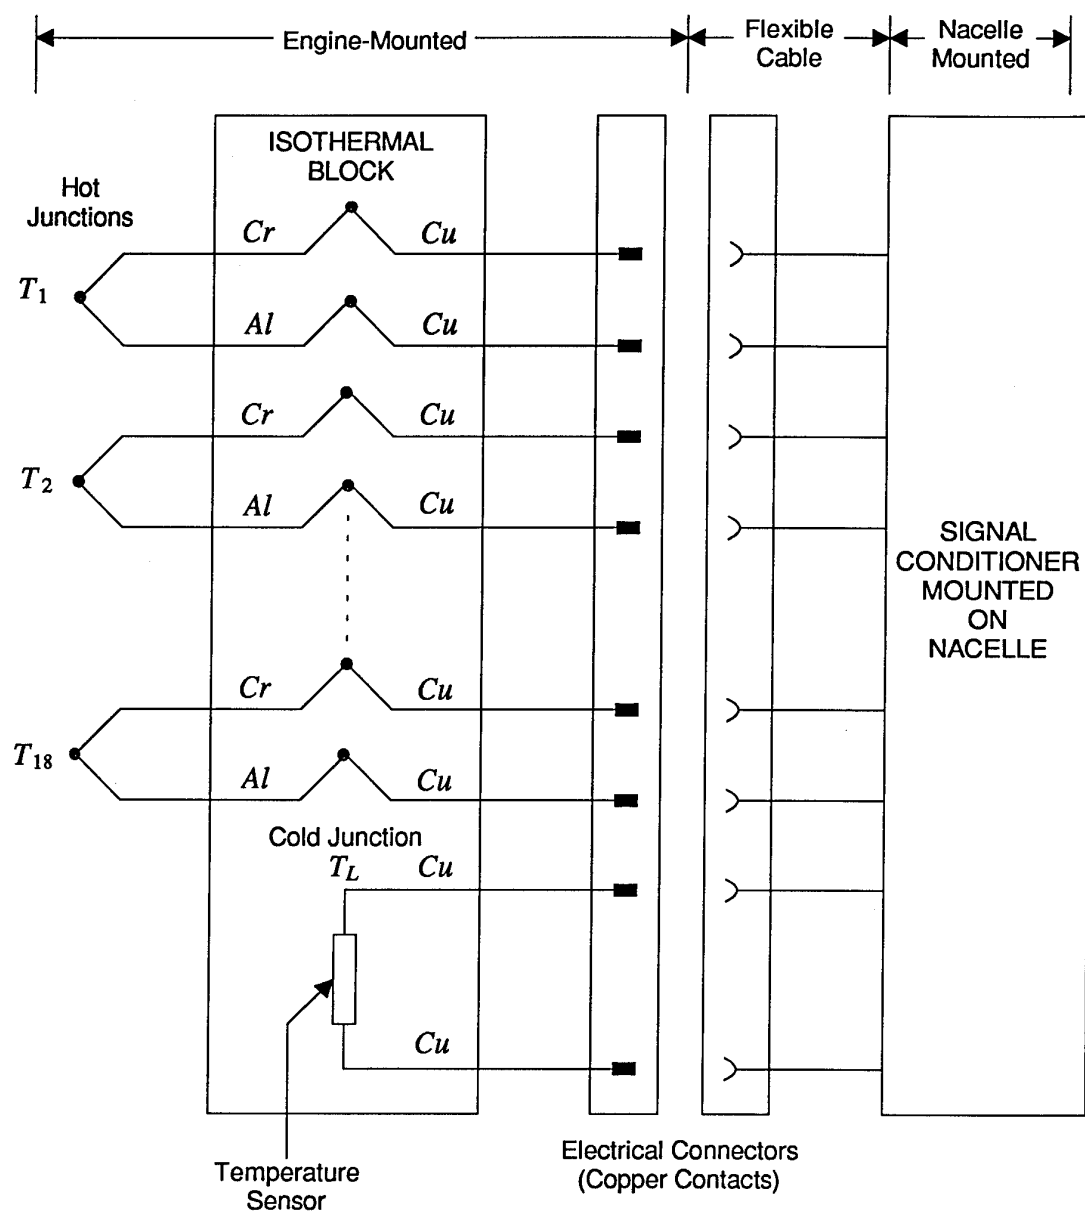 Engine-Mounted
Flexible
Cable
Nacelle
Mounted
ISOTHERMAL
BLOCK
Hot
Junctions
Cr
Cu
T1
Al
Cu
Cr
Cu
T2
Al
Cu
SIGNAL
CONDITIONER
MOUNTED
ON
NACELLE
Cr
Cu
T18
Al
Cu
Cold Junction
TL
Cu
Cu
Electrical Connectors
(Copper Contacts)
Temperature
Sensor